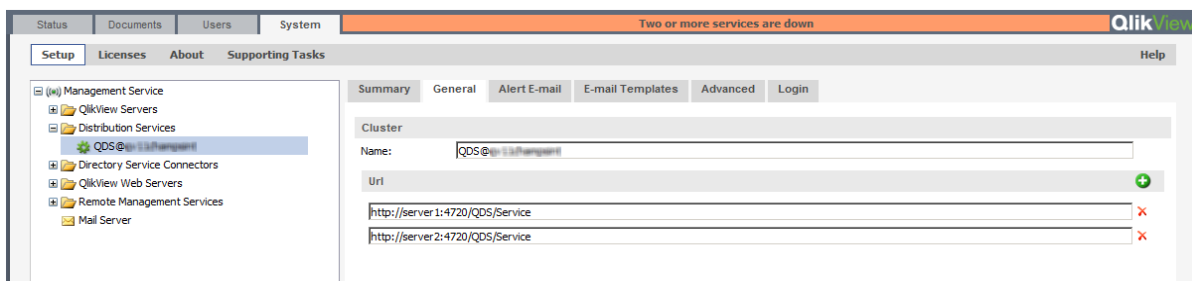 Status Documents Users System Two or more services are down QlikView
Setup Licenses About Supporting Tasks Help
Management Service
QlikView Servers
Distribution Services
QDS@
Directory Service Connectors
QlikView Web Servers
Remote Management Services
Mail Server
Summary General Alert E-mail E-mail Templates Advanced Login
Cluster
Name: QDS@
Url
http://server1:4720/QDS/Service
http://server2:4720/QDS/Service